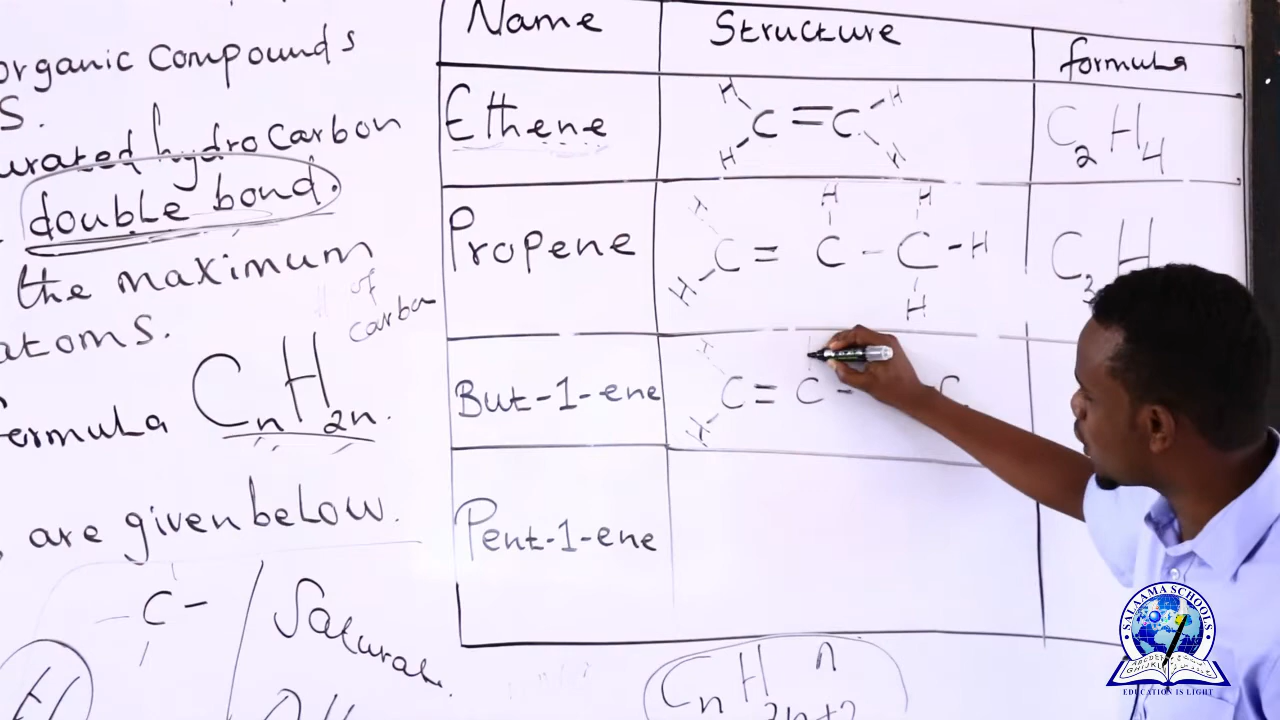 organic compounds
S.
urated hydrocarbon
double bond.
the maximum
of
carbon
atoms.
formula CnH2n.
are given below.
C
Saturat.
CnH2n+2
n
Name Structure formula
Ethene H H C = C H H C2H4
Propene H H C = C - C - H H H H C3H
But-1-ene H H C = C - C
Pent-1-ene
SALAAMA SCHOOLS
EDUCATION IS LIGHT